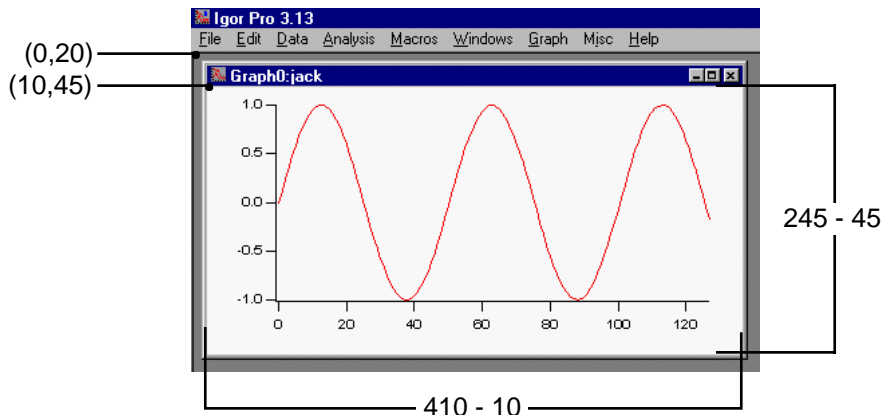 Igor Pro 3.13
File Edit Data Analysis Macros Windows Graph Misc Help
(0,20)
Graph0:jack
(10,45)
1.0
0.5
0.0
-0.5
-1.0
0 20 40 60 80 100 120
245 - 45
410 - 10